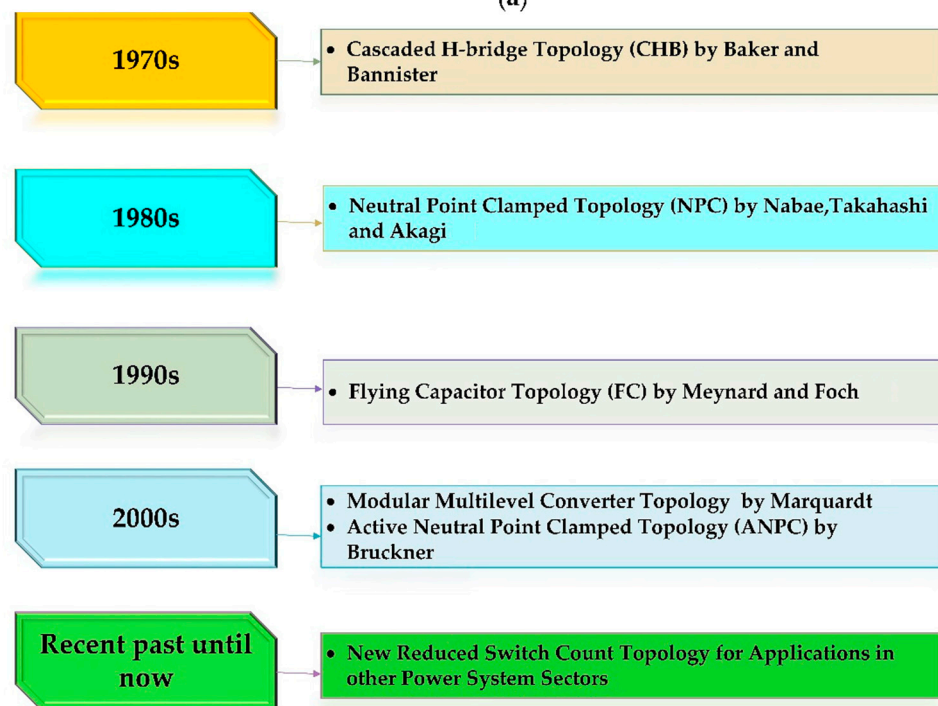 (a)
1970s
• Cascaded H-bridge Topology (CHB) by Baker and
Bannister
1980s
• Neutral Point Clamped Topology (NPC) by Nabae,Takahashi
and Akagi
1990s
• Flying Capacitor Topology (FC) by Meynard and Foch
2000s
• Modular Multilevel Converter Topology by Marquardt
• Active Neutral Point Clamped Topology (ANPC) by
Bruckner
Recent past until
now
• New Reduced Switch Count Topology for Applications in
other Power System Sectors